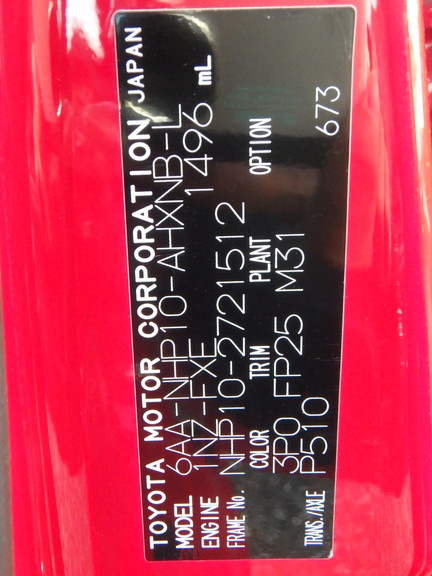 TOYOTA MOTOR CORPORATION JAPAN
MODEL 6AA-NHP10-AHXNB-L
ENGINE 1NZ-FXE 1496 mL
FRAME No. NHP10-2721512
COLOR TRIM PLANT OPTION
3P0 FP25 M31
TRANS./AXLE P510 673